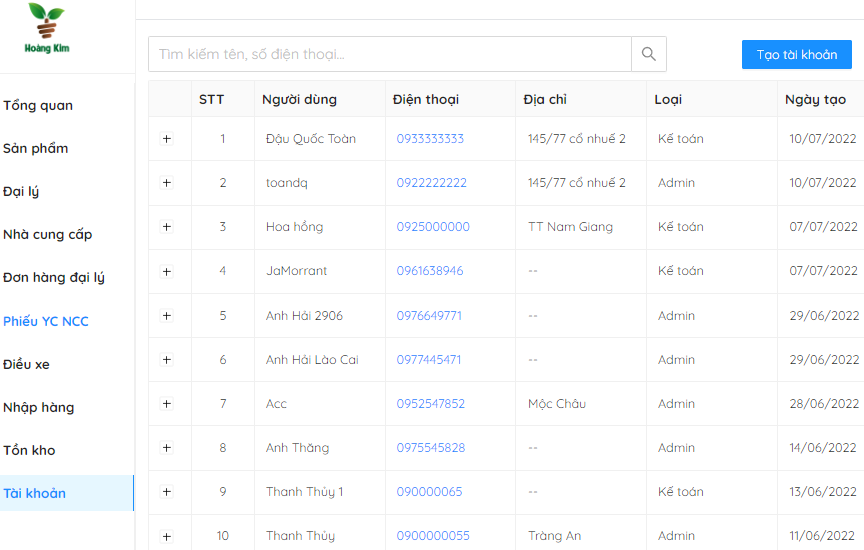 Hoàng Kim
Tìm kiếm tên, số điện thoại...
Tạo tài khoản
Tổng quan
Sản phẩm
Đại lý
Nhà cung cấp
Đơn hàng đại lý
Phiếu YC NCC
Điều xe
Nhập hàng
Tồn kho
Tài khoản
STT Người dùng Điện thoại Địa chỉ Loại Ngày tạo
+ 1 Đậu Quốc Toàn 0933333333 145/77 cổ nhuế 2 Kế toán 10/07/2022
+ 2 toandq 0922222222 145/77 cổ nhuế 2 Admin 10/07/2022
+ 3 Hoa hồng 0925000000 TT Nam Giang Kế toán 07/07/2022
+ 4 JaMorrant 0961638946 -- Kế toán 07/07/2022
+ 5 Anh Hải 2906 0976649771 -- Admin 29/06/2022
+ 6 Anh Hải Lào Cai 0977445471 -- Admin 29/06/2022
+ 7 Acc 0952547852 Mộc Châu Admin 28/06/2022
+ 8 Anh Thăng 0975545828 -- Admin 14/06/2022
+ 9 Thanh Thủy 1 090000065 -- Kế toán 13/06/2022
+ 10 Thanh Thủy 0900000055 Tràng An Admin 11/06/2022